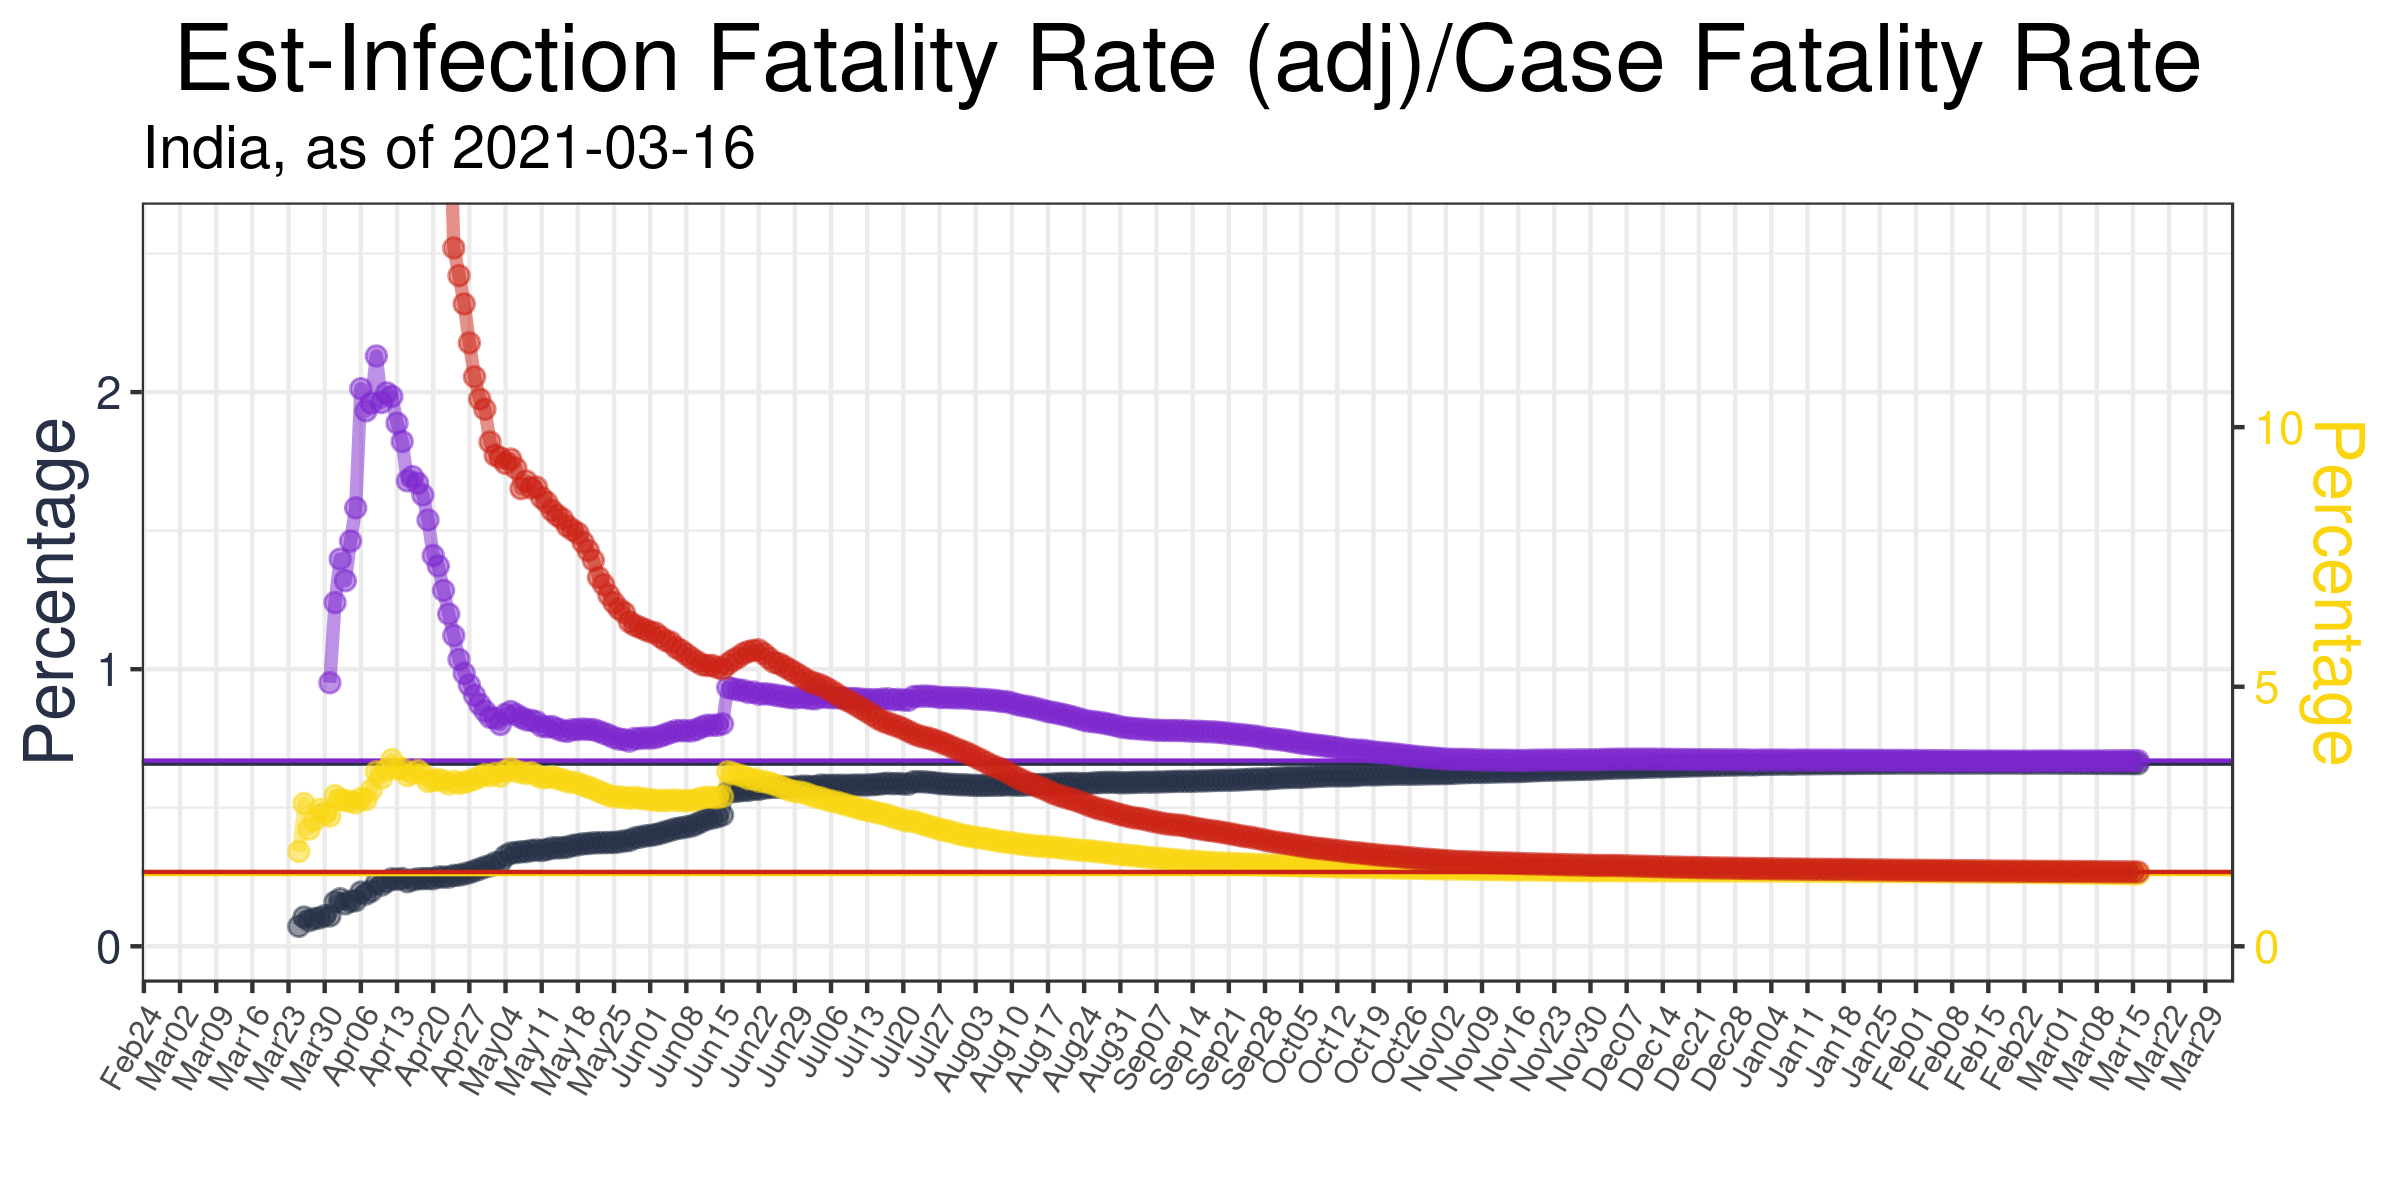 Est-Infection Fatality Rate (adj)/Case Fatality Rate
India, as of 2021-03-16
Percentage
2
1
0
10
5
0
Percentage
Feb24
Mar02
Mar09
Mar16
Mar23
Mar30
Apr06
Apr13
Apr20
Apr27
May04
May11
May18
May25
Jun01
Jun08
Jun15
Jun22
Jun29
Jul06
Jul13
Jul20
Jul27
Aug03
Aug10
Aug17
Aug24
Aug31
Sep07
Sep14
Sep21
Sep28
Oct05
Oct12
Oct19
Oct26
Nov02
Nov09
Nov16
Nov23
Nov30
Dec07
Dec14
Dec21
Dec28
Jan04
Jan11
Jan18
Jan25
Feb01
Feb08
Feb15
Feb22
Mar01
Mar08
Mar15
Mar22
Mar29